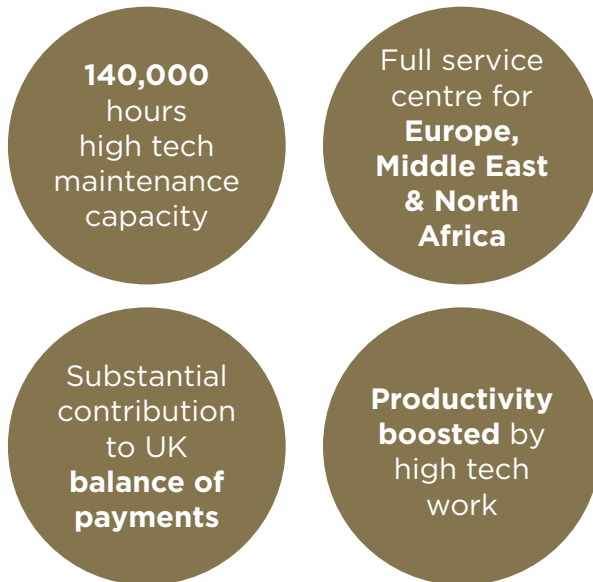 140,000
hours
high tech
maintenance
capacity
Full service
centre for
Europe,
Middle East
& North
Africa
Substantial
contribution
to UK
balance of
payments
Productivity
boosted by
high tech
work